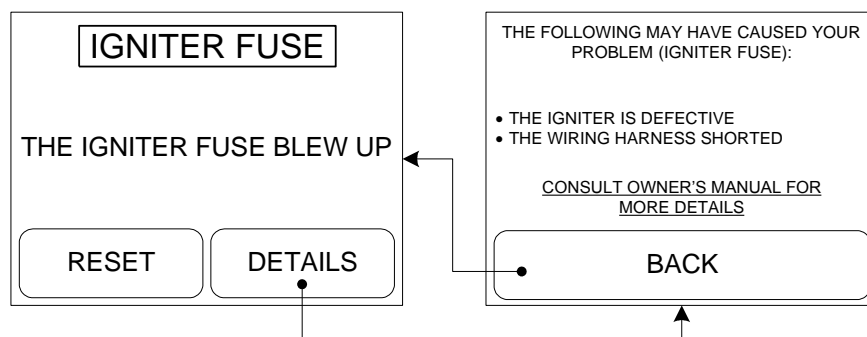 IGNITER FUSE
THE IGNITER FUSE BLEW UP
RESET
DETAILS
THE FOLLOWING MAY HAVE CAUSED YOUR
PROBLEM (IGNITER FUSE):
• THE IGNITER IS DEFECTIVE
• THE WIRING HARNESS SHORTED
CONSULT OWNER'S MANUAL FOR
MORE DETAILS
BACK